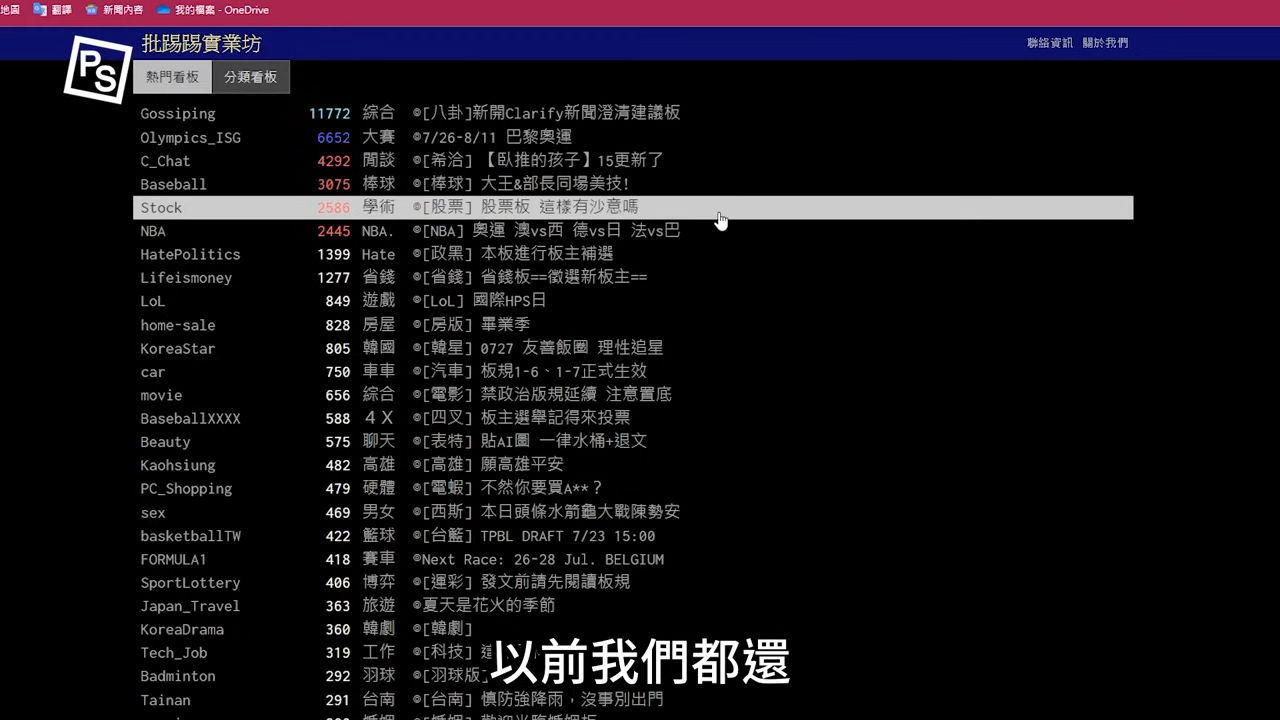 地圖 翻譯 新聞內容 我的檔案 - OneDrive
批踢踢實業坊 聯絡資訊 關於我們
PS
熱門看板 分類看板
Gossiping 11772 綜合 ◎[八卦]新開Clarify新聞澄清建議板
Olympics_ISG 6652 大賽 ◎7/26-8/11 巴黎奧運
C_Chat 4292 閒談 ◎[希洽] 【臥推的孩子】15更新了
Baseball 3075 棒球 ◎[棒球] 大王&部長同場美技!
Stock 2586 學術 ◎[股票] 股票板 這樣有沙意嗎
NBA 2445 NBA. ◎[NBA] 奧運 澳vs西 德vs日 法vs巴
HatePolitics 1399 Hate ◎[政黑] 本板進行板主補選
Lifeismoney 1277 省錢 ◎[省錢] 省錢板==徵選新板主==
LoL 849 遊戲 ◎[LoL] 國際HPS日
home-sale 828 房屋 ◎[房版] 畢業季
KoreaStar 805 韓國 ◎[韓星] 0727 友善飯圈 理性追星
car 750 車車 ◎[汽車] 板規1-6、1-7正式生效
movie 656 綜合 ◎[電影] 禁政治版規延續 注意置底
BaseballXXXX 588 4X ◎[四叉] 板主選舉記得來投票
Beauty 575 聊天 ◎[表特] 貼AI圖 一律水桶+退文
Kaohsiung 482 高雄 ◎[高雄] 願高雄平安
PC_Shopping 479 硬體 ◎[電蝦] 不然你要買A**?
sex 469 男女 ◎[西斯] 本日頭條水箭龜大戰陳勢安
basketballTW 422 籃球 ◎[台籃] TPBL DRAFT 7/23 15:00
FORMULA1 418 賽車 ◎Next Race: 26-28 Jul. BELGIUM
SportLottery 406 博弈 ◎[運彩] 發文前請先閱讀板規
Japan_Travel 363 旅遊 ◎夏天是花火的季節
KoreaDrama 360 韓劇 ◎[韓劇]
Tech_Job 319 工作 ◎[科技]
Badminton 292 羽球 ◎[羽球版]
Tainan 291 台南 ◎[台南] 慎防強降雨，沒事別出門
以前我們都還